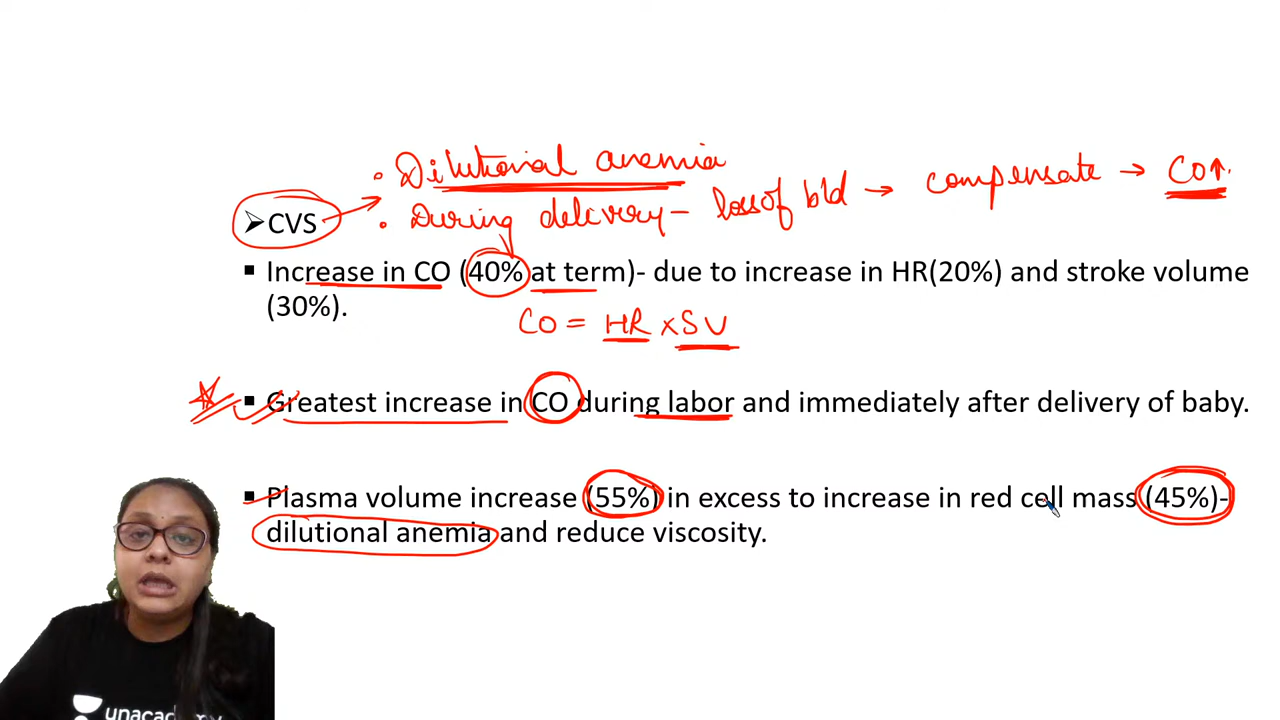 • Dilutional anemia
• During delivery - loss of bld → compensate → CO↑.
➢CVS
▪ Increase in CO (40% at term)- due to increase in HR(20%) and stroke volume
(30%).
CO = HR x SV
▪ Greatest increase in CO during labor and immediately after delivery of baby.
▪ Plasma volume increase (55%) in excess to increase in red cell mass (45%)-
dilutional anemia and reduce viscosity.
unacademy